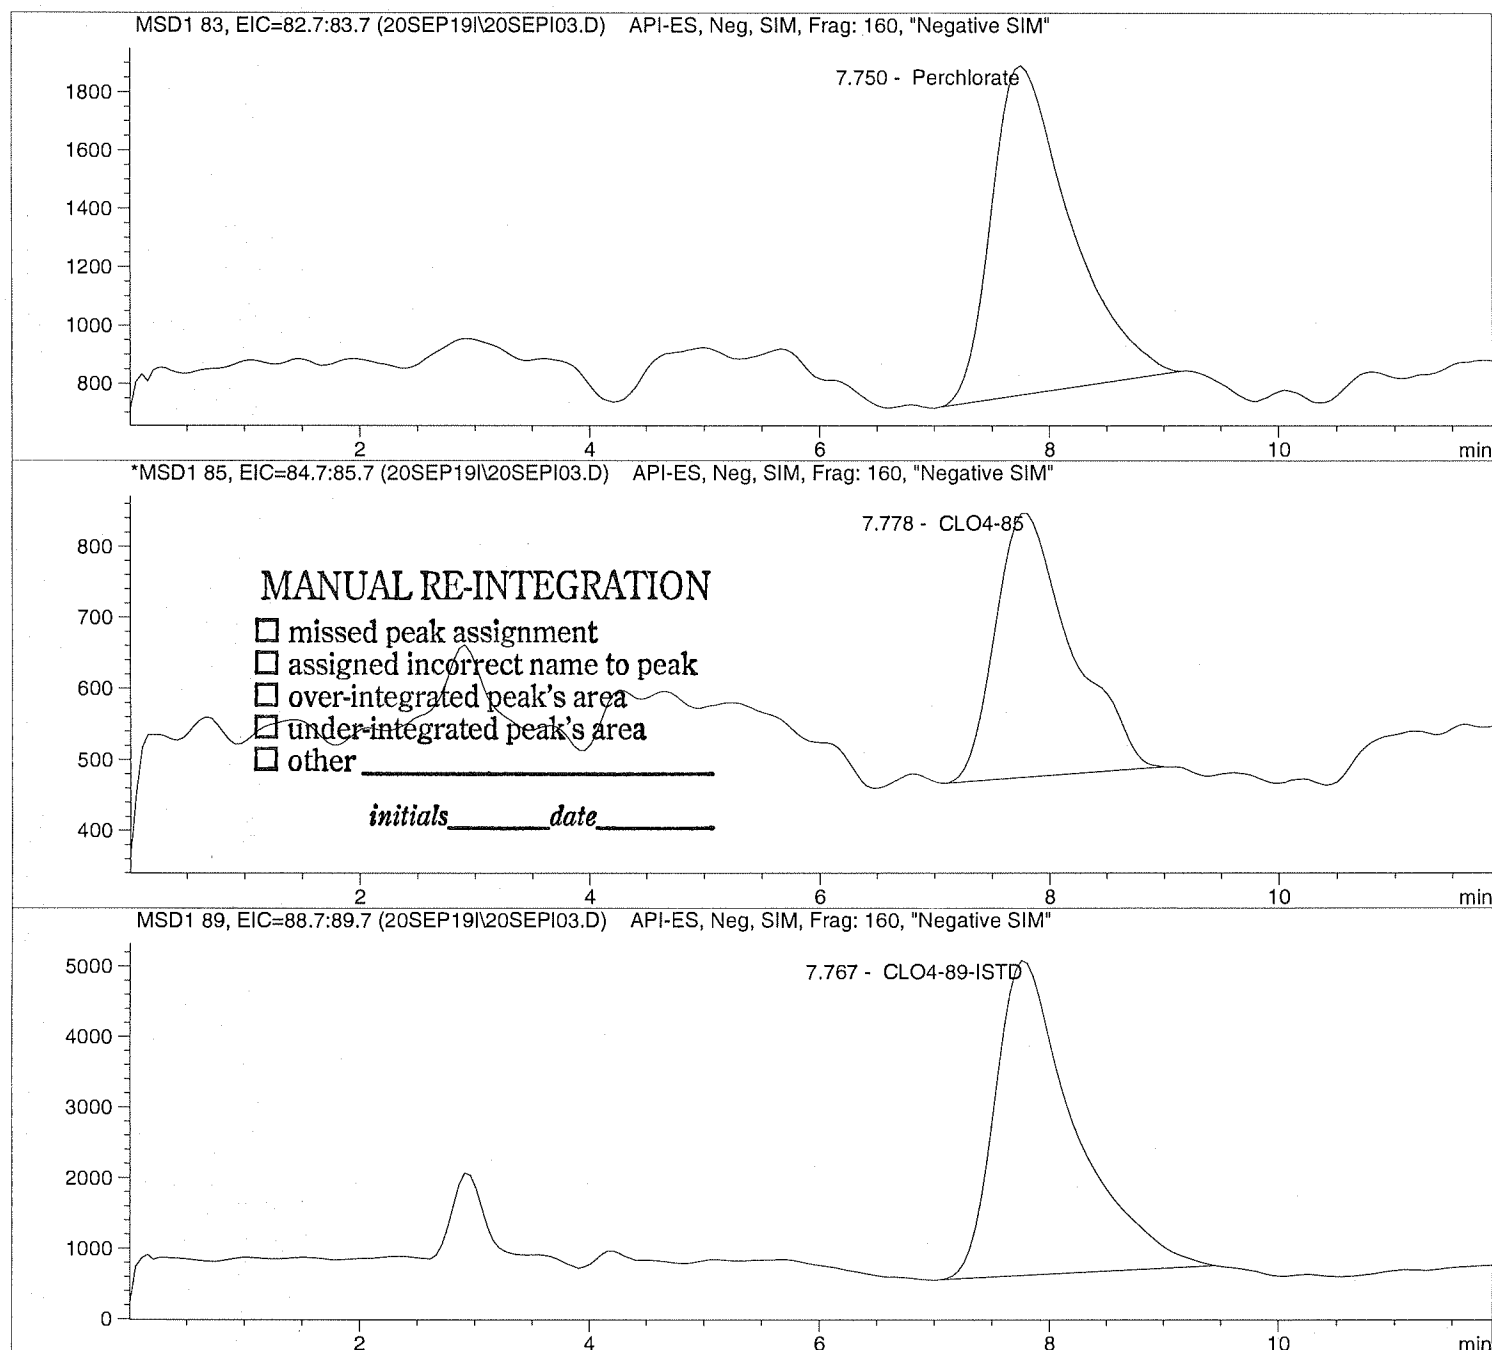 MSD1 83, EIC=82.7:83.7 (20SEP19I\20SEPI03.D) API-ES, Neg, SIM, Frag: 160, "Negative SIM"
7.750 - Perchlorate
1800
1600
1400
1200
1000
800
2 4 6 8 10 min
*MSD1 85, EIC=84.7:85.7 (20SEP19I\20SEPI03.D) API-ES, Neg, SIM, Frag: 160, "Negative SIM"
7.778 - CLO4-85
800
700
600
500
400
MANUAL RE-INTEGRATION
☐ missed peak assignment
☐ assigned incorrect name to peak
☐ over-integrated peak's area
☐ under-integrated peak's area
☐ other
initials date
2 4 6 8 10 min
MSD1 89, EIC=88.7:89.7 (20SEP19I\20SEPI03.D) API-ES, Neg, SIM, Frag: 160, "Negative SIM"
7.767 - CLO4-89-ISTD
5000
4000
3000
2000
1000
0
2 4 6 8 10 min